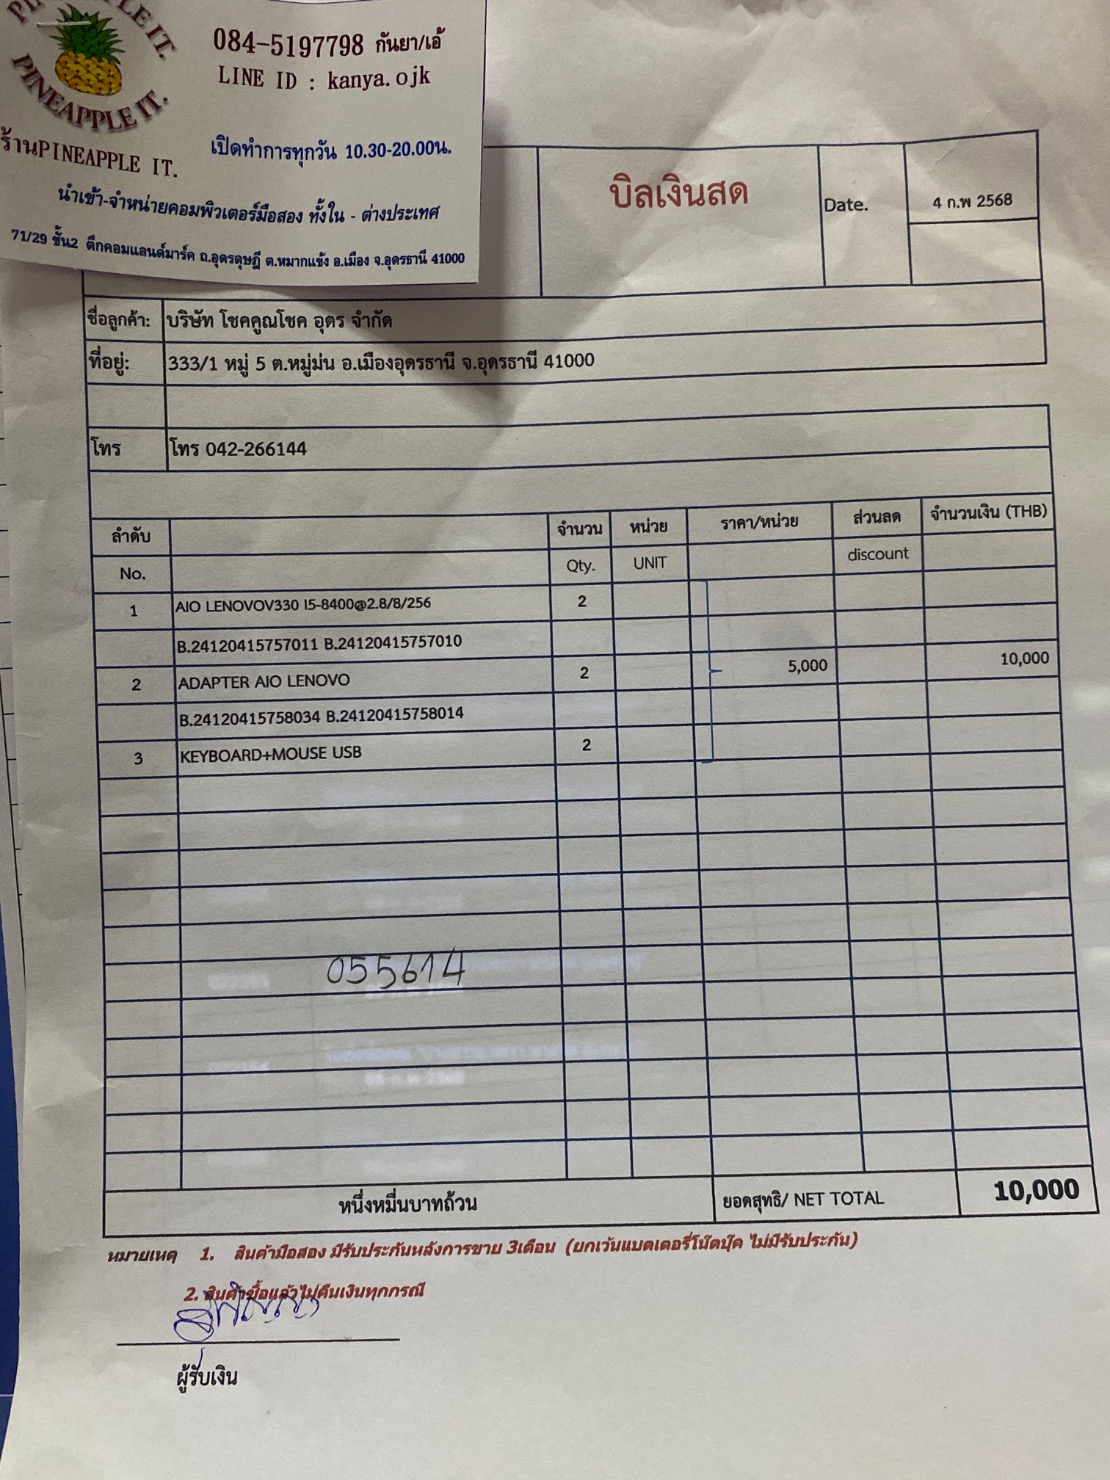 PINEAPPLE IT.
084-5197798 กันยา/เอ้
LINE ID : kanya.ojk
ร้านPINEAPPLE IT.
เปิดทำการทุกวัน 10.30-20.00น.
นำเข้า-จำหน่ายคอมพิวเตอร์มือสอง ทั้งใน - ต่างประเทศ
71/29 ชั้น2 ตึกคอมแลนด์มาร์ค ถ.อุดรดุษฎี ต.หมากแข้ง อ.เมือง จ.อุดรธานี 41000
บิลเงินสด
Date. 4 ก.พ 2568
ชื่อลูกค้า: บริษัท โชคคูณโชค อุดร จำกัด
ที่อยู่: 333/1 หมู่ 5 ต.หมู่ม่น อ.เมืองอุดรธานี จ.อุดรธานี 41000
โทร โทร 042-266144
ลำดับ จำนวน หน่วย ราคา/หน่วย ส่วนลด จำนวนเงิน (THB)
No. Qty. UNIT discount
1 AIO LENOVOV330 I5-8400@2.8/8/256 2
B.24120415757011 B.24120415757010
2 ADAPTER AIO LENOVO 2 5,000 10,000
B.24120415758034 B.24120415758014
3 KEYBOARD+MOUSE USB 2
055614
หนึ่งหมื่นบาทถ้วน ยอดสุทธิ/ NET TOTAL 10,000
หมายเหตุ 1. สินค้ามือสอง มีรับประกันหลังการขาย 3เดือน (ยกเว้นแบตเตอรี่โน๊ตบุ๊ค ไม่มีรับประกัน)
2. สินค้าซื้อแล้วไม่คืนเงินทุกกรณี
ผู้รับเงิน